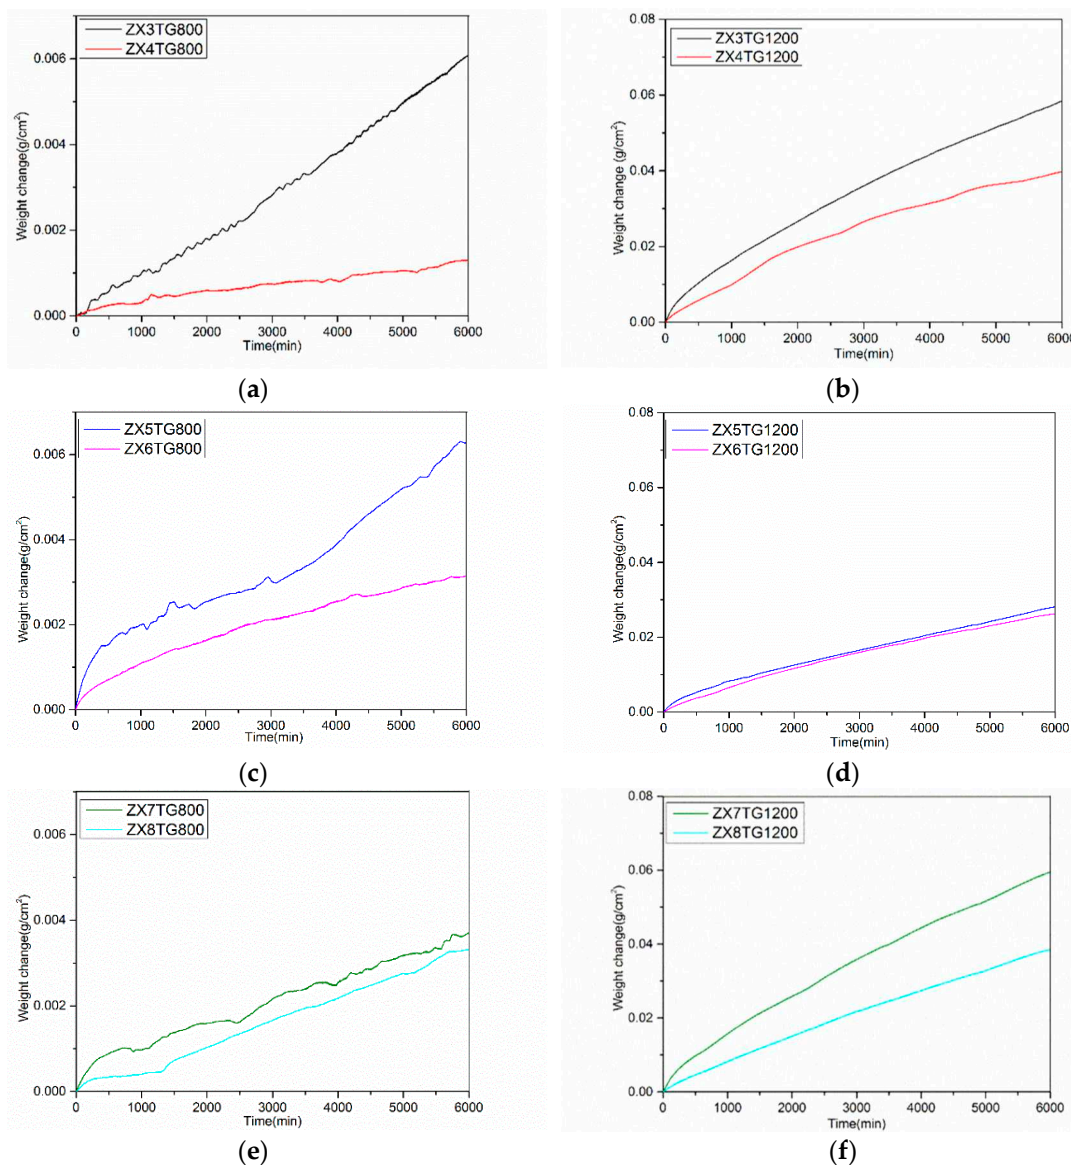 ZX3TG800
ZX4TG800
0.006
0.004
0.002
0.000
Weight change(g/cm²)
0 1000 2000 3000 4000 5000 6000
Time(min)
(a)
ZX3TG1200
ZX4TG1200
0.08
0.06
0.04
0.02
0.00
Weight change (g/cm²)
0 1000 2000 3000 4000 5000 6000
Time(min)
(b)
ZX5TG800
ZX6TG800
0.006
0.004
0.002
0.000
Weight change(g/cm²)
0 1000 2000 3000 4000 5000 6000
Time(min)
(c)
ZX5TG1200
ZX6TG1200
0.08
0.06
0.04
0.02
0.00
Weight change(g/cm²)
0 1000 2000 3000 4000 5000 6000
Time(min)
(d)
ZX7TG800
ZX8TG800
0.006
0.004
0.002
0.000
Weight change(g/cm²)
0 1000 2000 3000 4000 5000 6000
Time(min)
(e)
ZX7TG1200
ZX8TG1200
0.08
0.06
0.04
0.02
0.00
Weight change(g/cm²)
0 1000 2000 3000 4000 5000 6000
Time(min)
(f)